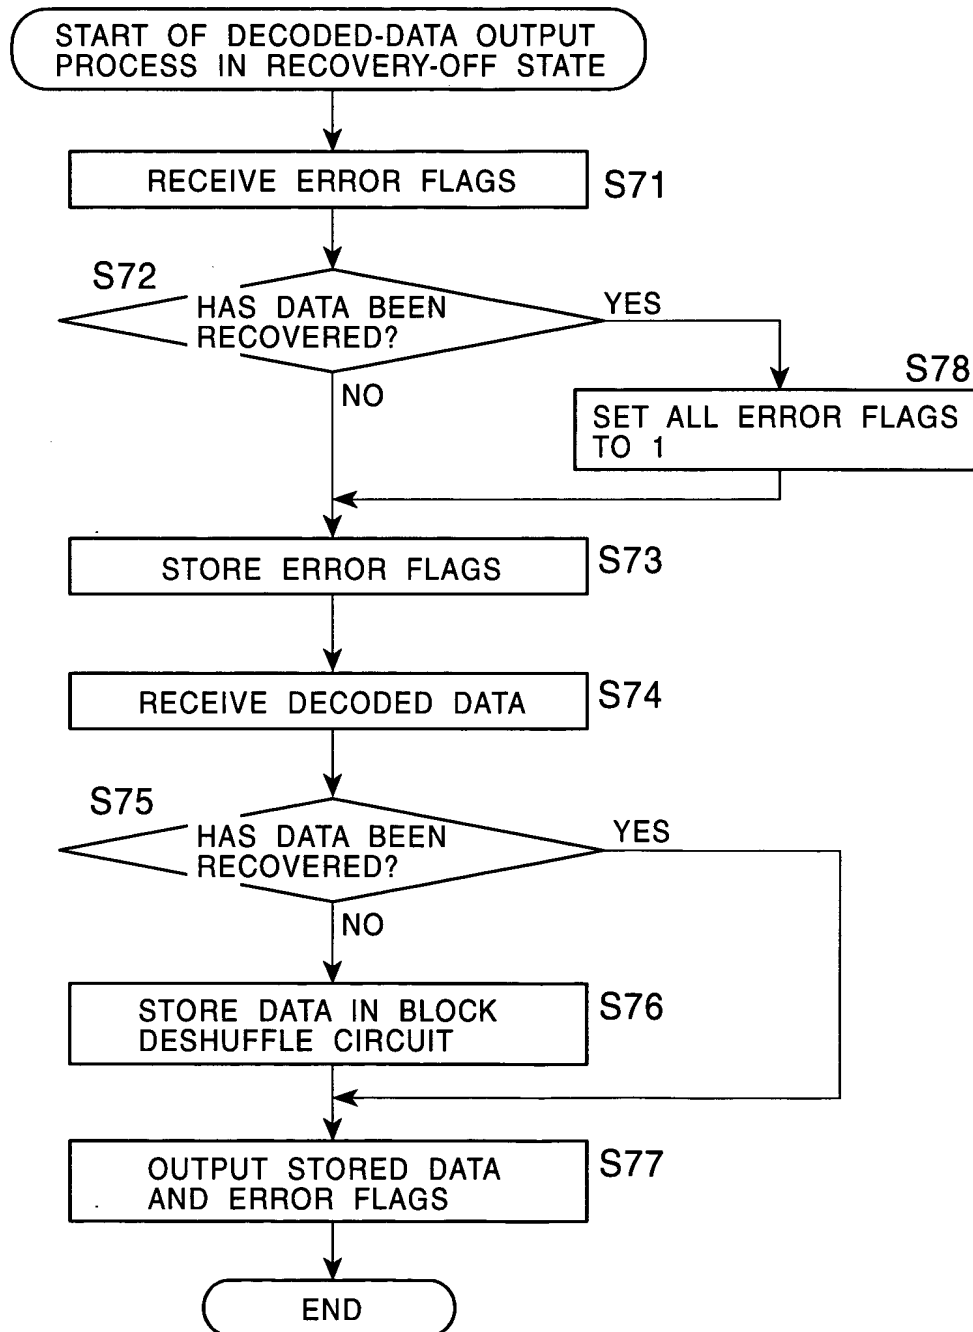 START OF DECODED-DATA OUTPUT
PROCESS IN RECOVERY-OFF STATE
RECEIVE ERROR FLAGS
S71
S72
HAS DATA BEEN
RECOVERED?
YES
NO
S78
SET ALL ERROR FLAGS
TO 1
STORE ERROR FLAGS
S73
RECEIVE DECODED DATA
S74
S75
HAS DATA BEEN
RECOVERED?
YES
NO
STORE DATA IN BLOCK
DESHUFFLE CIRCUIT
S76
OUTPUT STORED DATA
AND ERROR FLAGS
S77
END